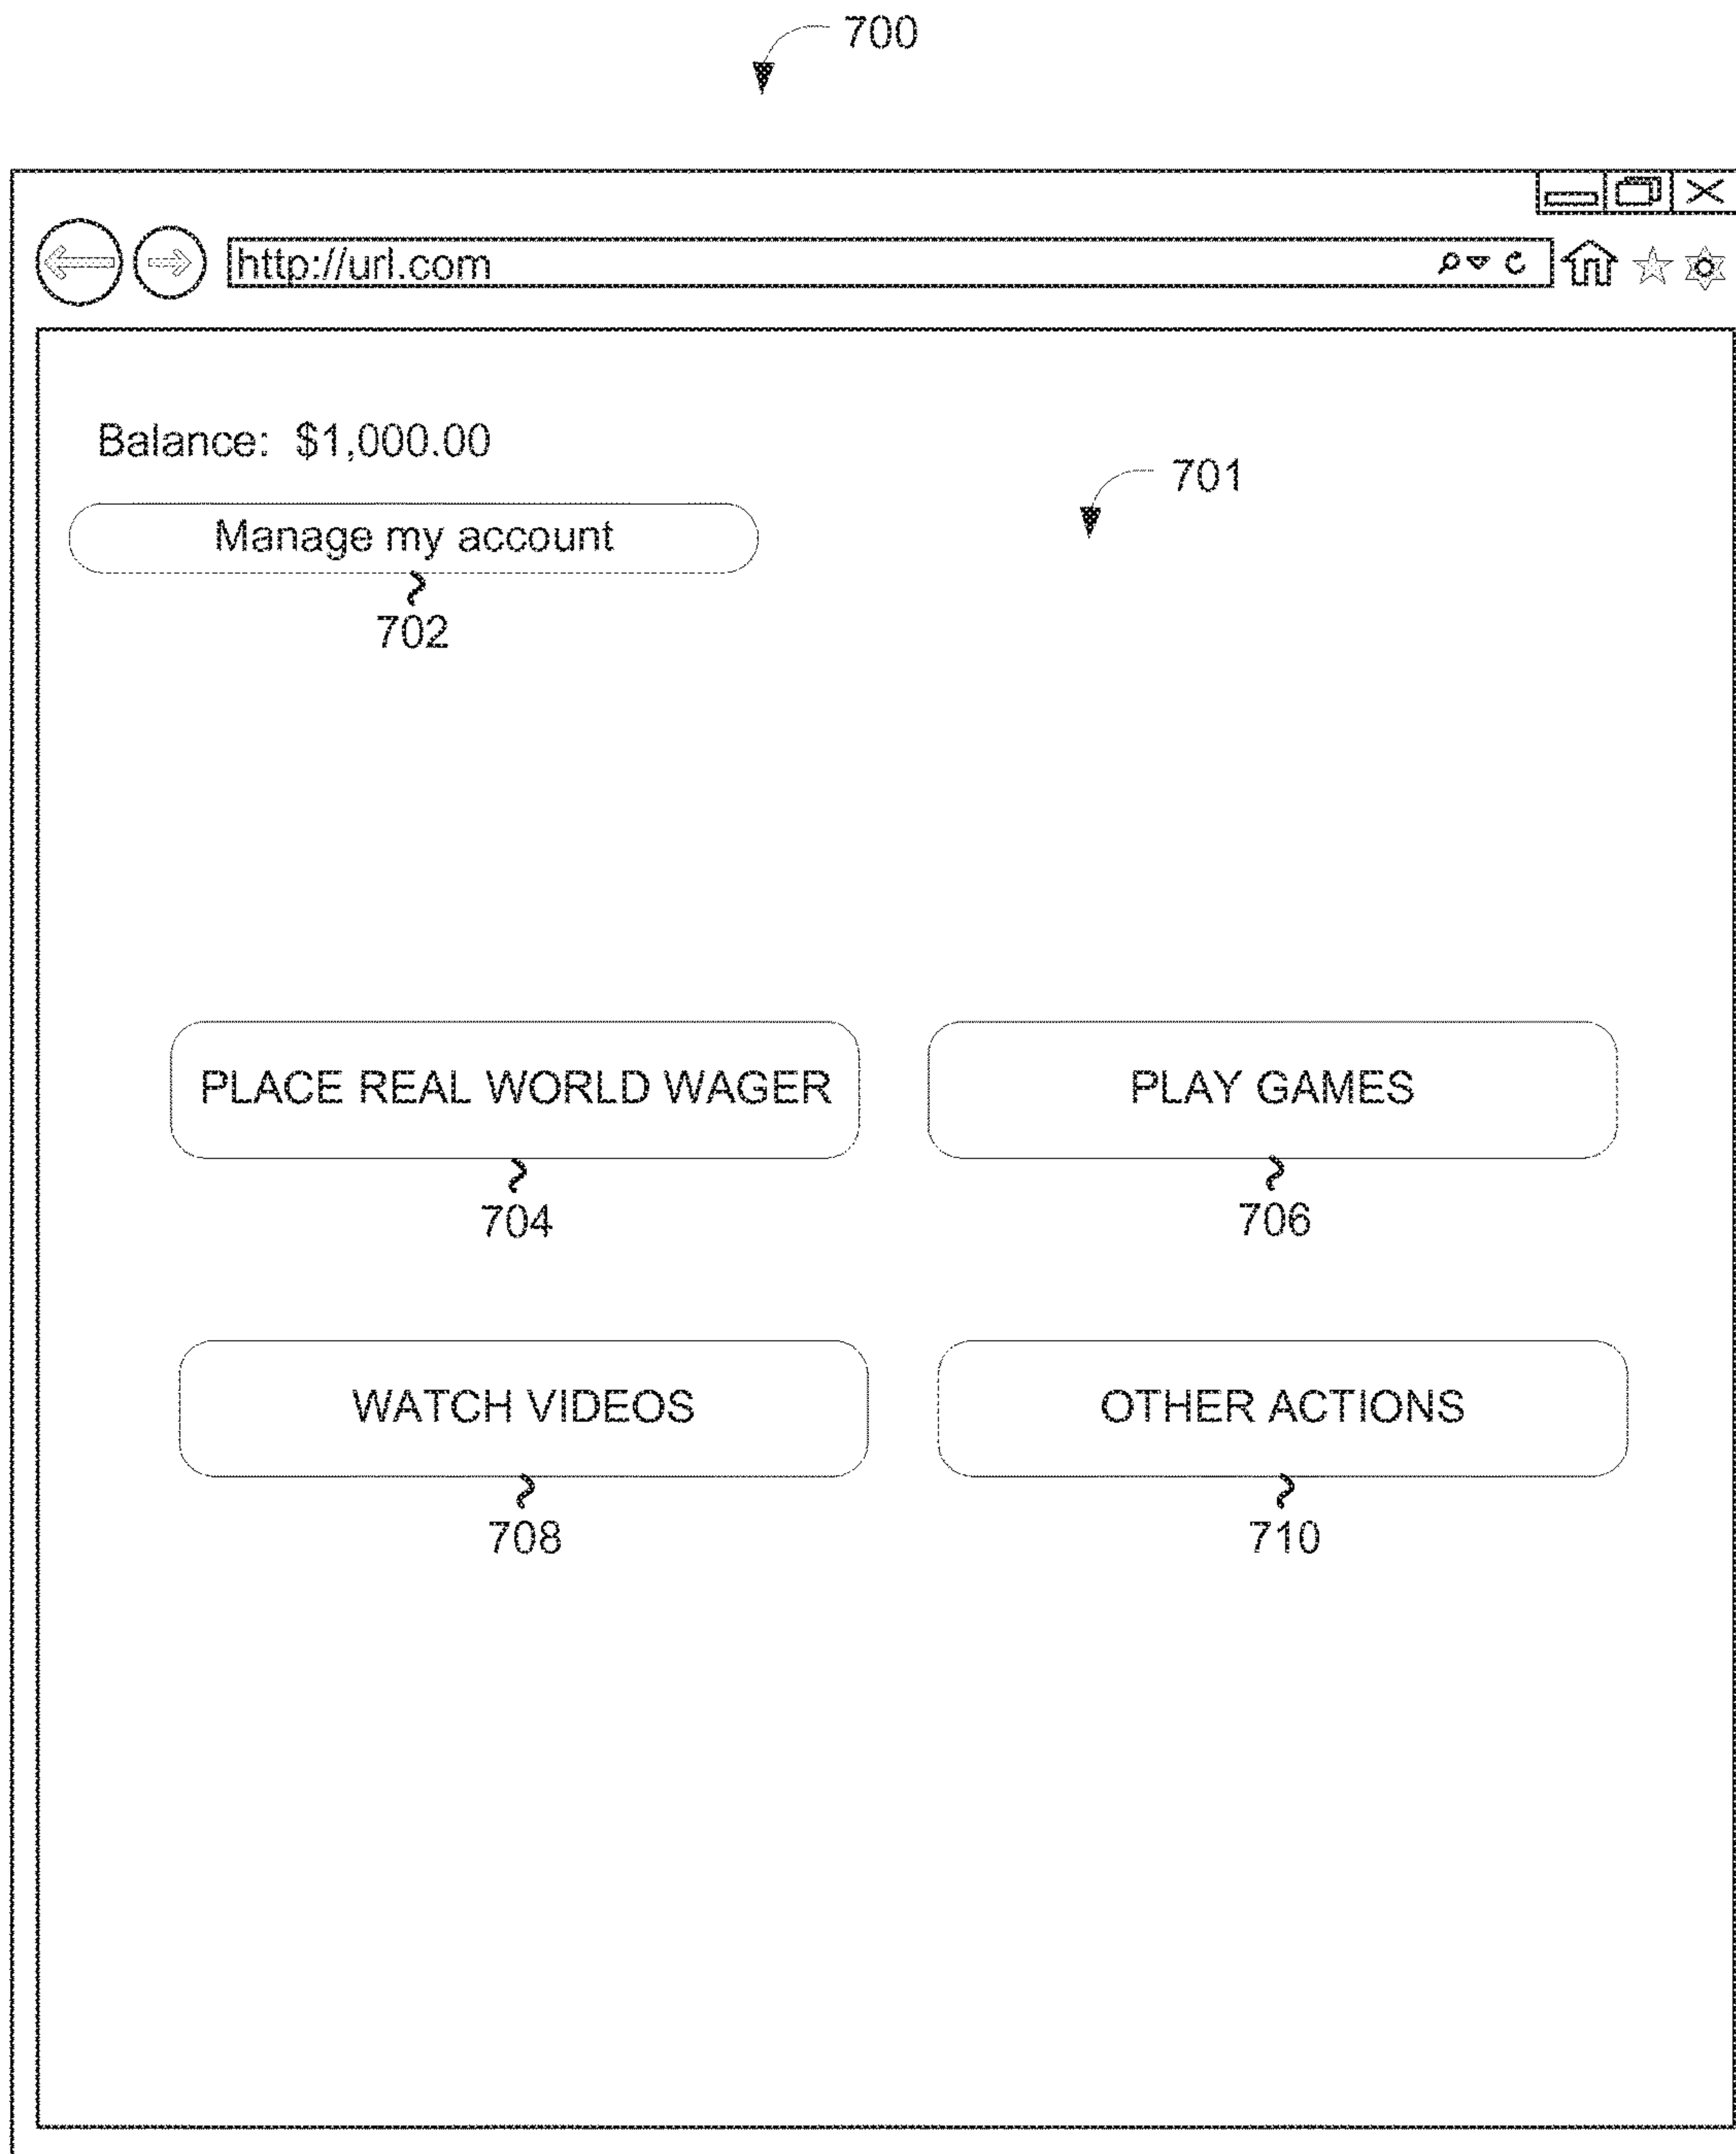 700
http://url.com
Balance: $1,000.00
701
Manage my account
702
PLACE REAL WORLD WAGER
PLAY GAMES
704
706
WATCH VIDEOS
OTHER ACTIONS
708
710